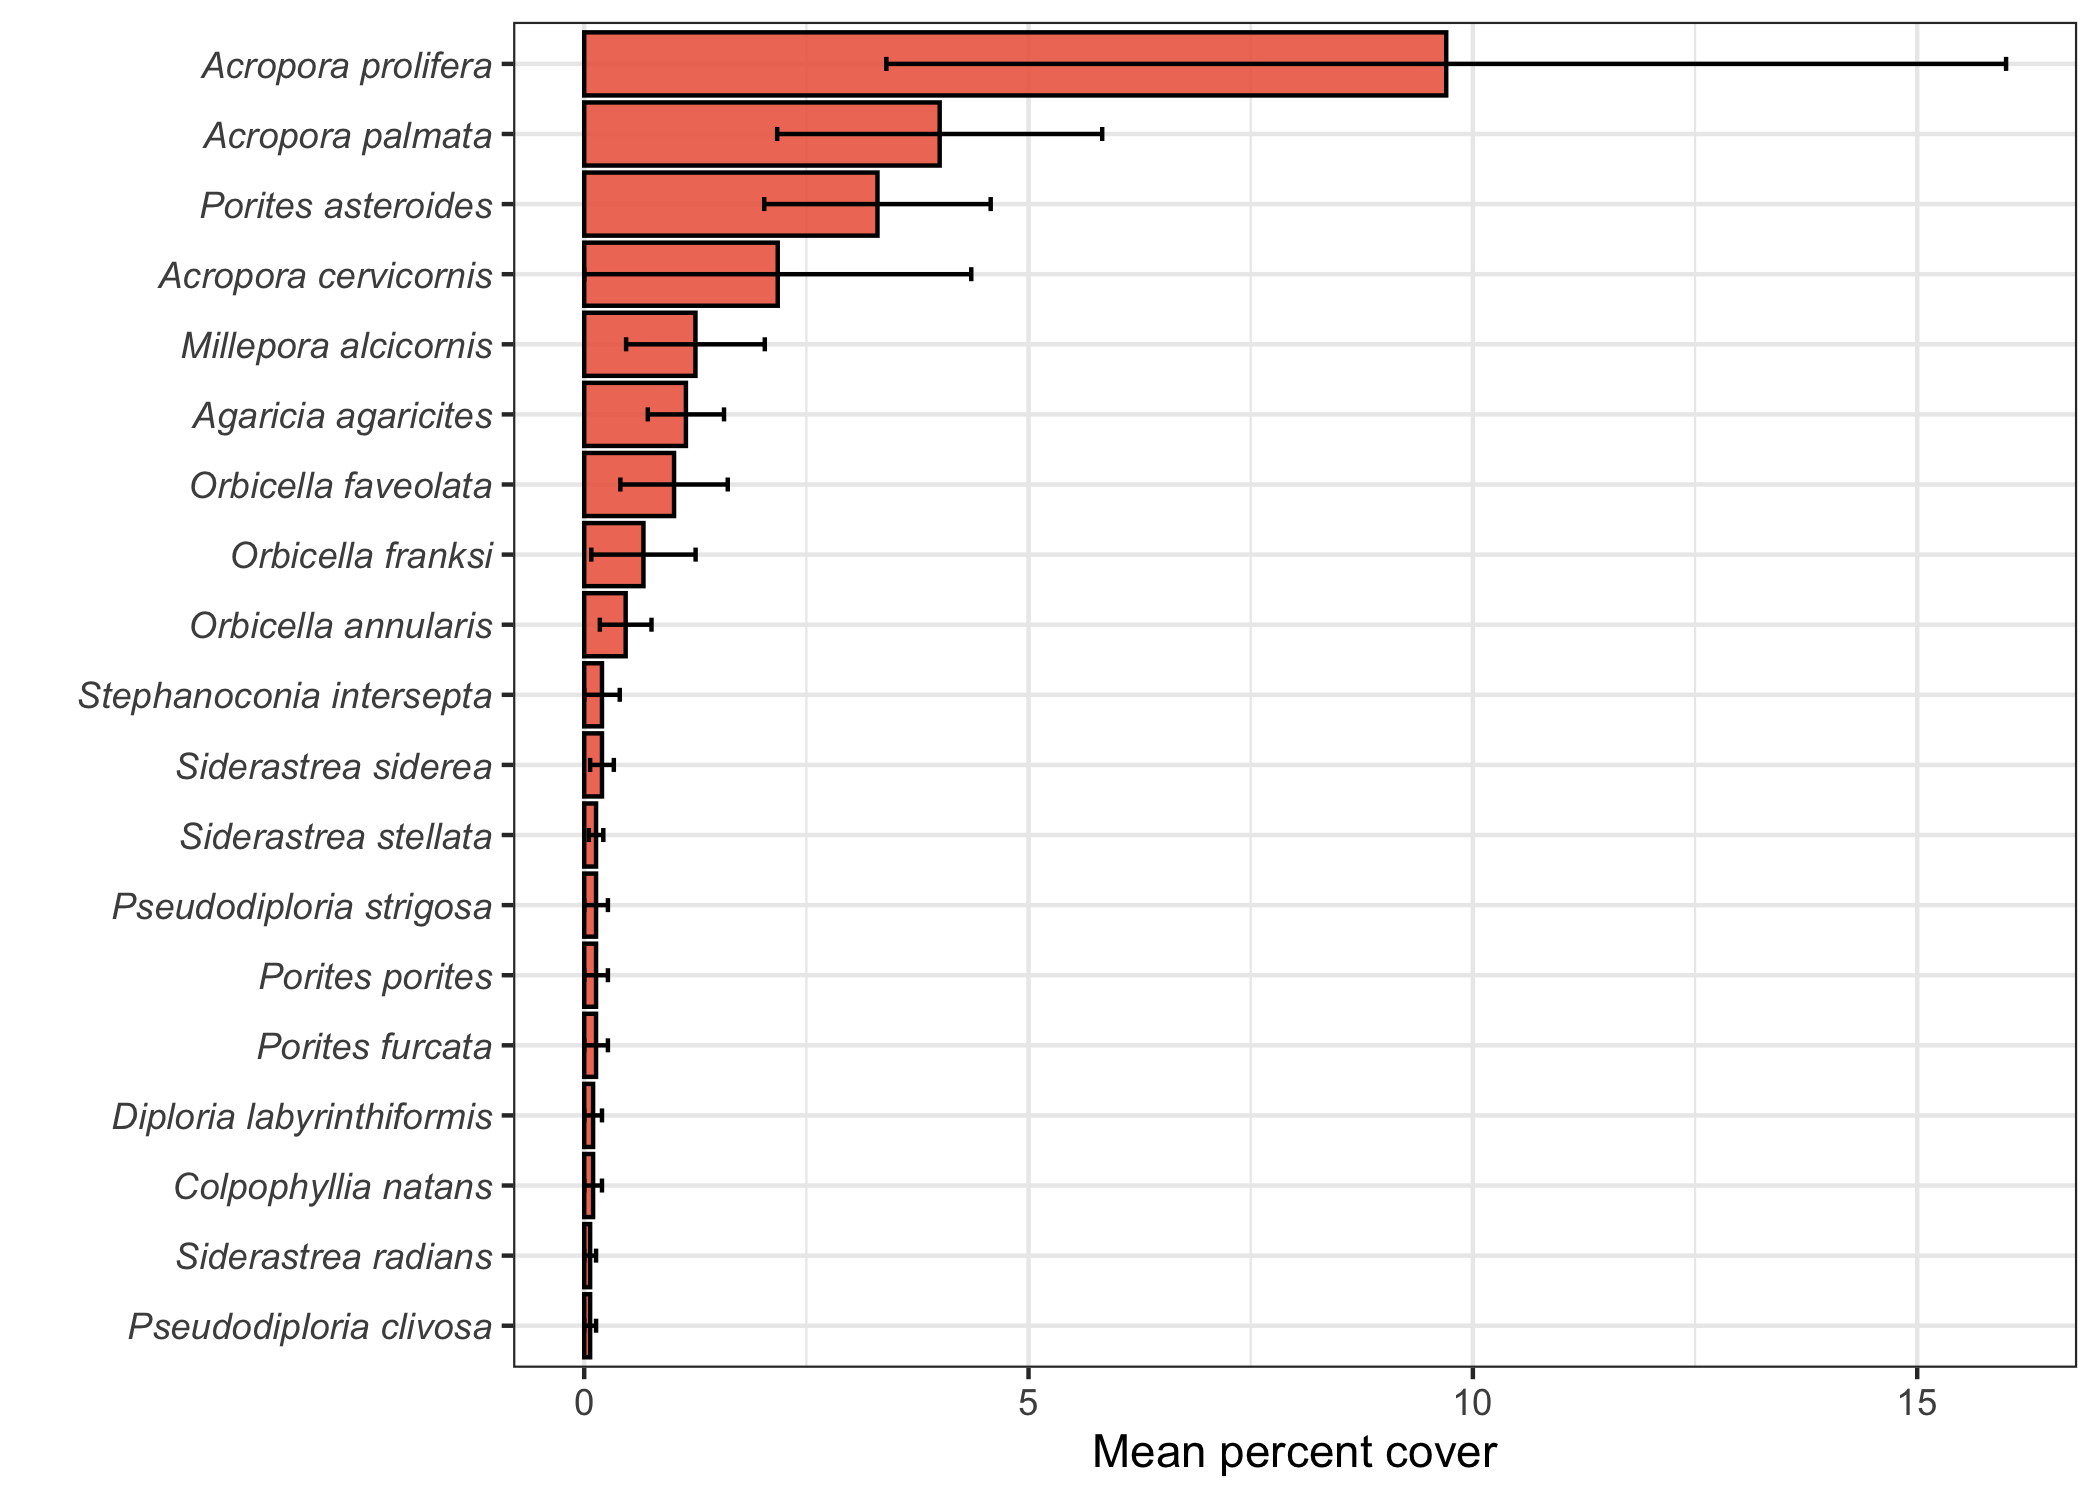 Acropora prolifera
Acropora palmata
Porites asteroides
Acropora cervicornis
Millepora alcicornis
Agaricia agaricites
Orbicella faveolata
Orbicella franksi
Orbicella annularis
Stephanoconia intersepta
Siderastrea siderea
Siderastrea stellata
Pseudodiploria strigosa
Porites porites
Porites furcata
Diploria labyrinthiformis
Colpophyllia natans
Siderastrea radians
Pseudodiploria clivosa
0 5 10 15
Mean percent cover